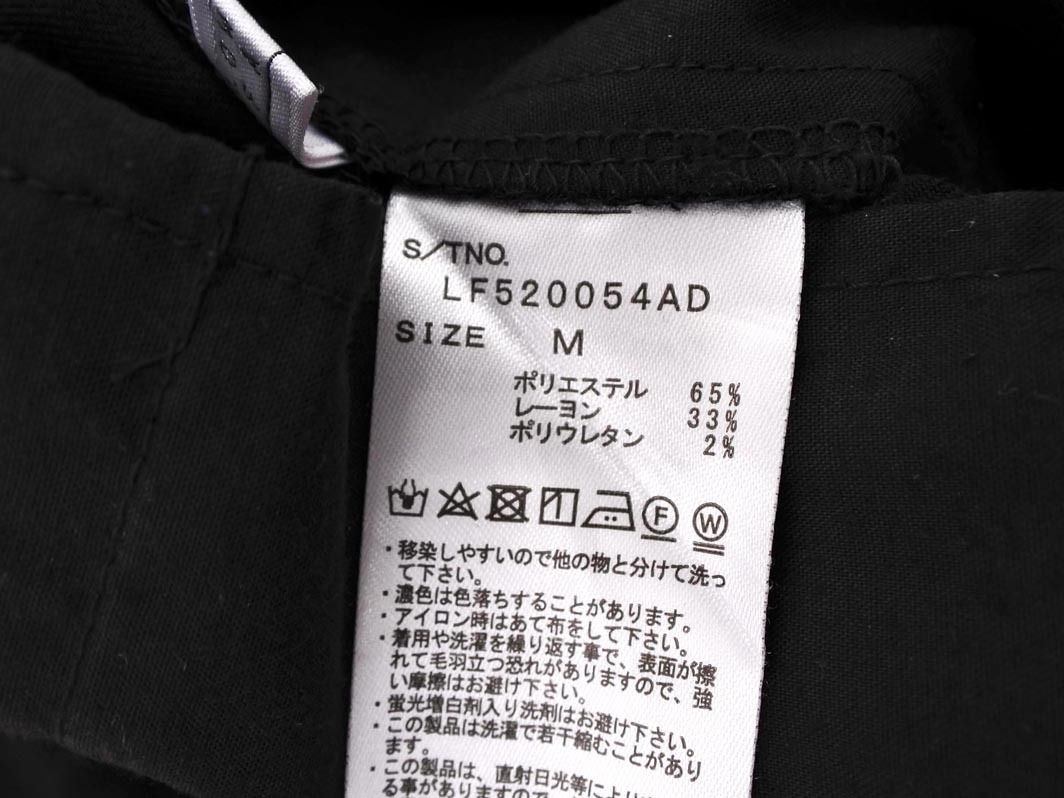 S/TNO.
LF520054AD
SIZE M
ポリエステル 65%
レーヨン 33%
ポリウレタン 2%
F W
・移染しやすいので他の物と分けて洗っ
て下さい。
・濃色は色落ちすることがあります。
・アイロン時はあて布をして下さい。
・着用や洗濯を繰り返す事で、表面が擦
れて毛羽立つ恐れがありますので、強
い摩擦はお避け下さい。
・蛍光増白剤入り洗剤はお避け下さい。
・この製品は洗濯で若干縮むことがあり
ます。
・この製品は、直射日光等により
る事がありますので